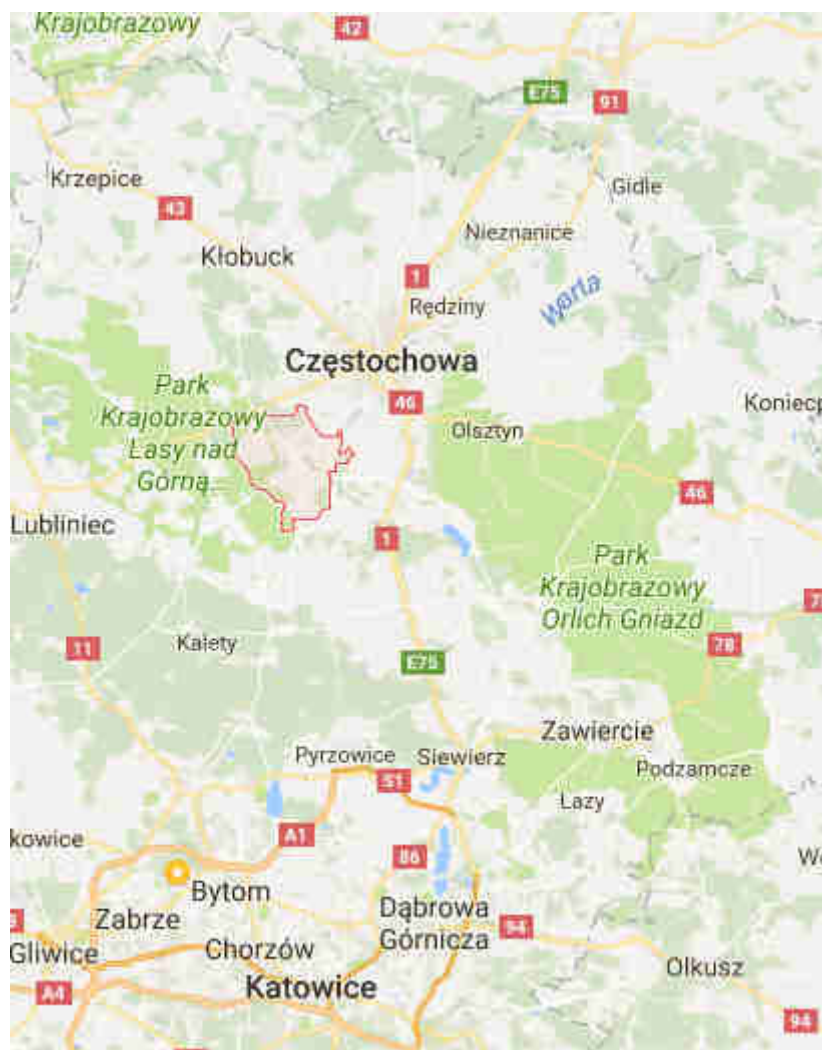 Krajobrazowy
42
E75
91
Krzepice
Gidle
43
Nieznanice
Kłobuck
1
Rędziny
Warta
Częstochowa
Park
Krajobrazowy
Lasy nad
Górną...
46
Koniecp
Olsztyn
46
Lubliniec
1
Park
Krajobrazowy
Orlich Gniazd
11
Kalety
78
E75
Zawiercie
Pyrzowice
Siewierz
Podzamcze
S1
Łazy
A1
kowice
86
Bytom
Dąbrowa
Górnicza
Zabrze
94
Gliwice
Chorzów
Olkusz
Katowice
A4
94